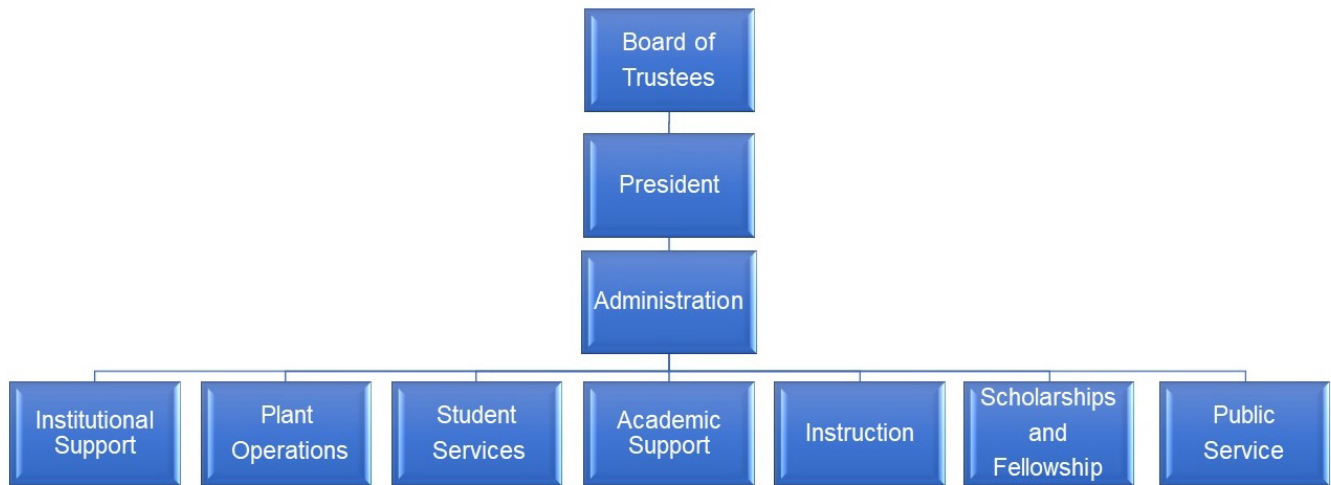 Board of
Trustees
President
Administration
Institutional
Support
Plant
Operations
Student
Services
Academic
Support
Instruction
Scholarships
and
Fellowship
Public
Service